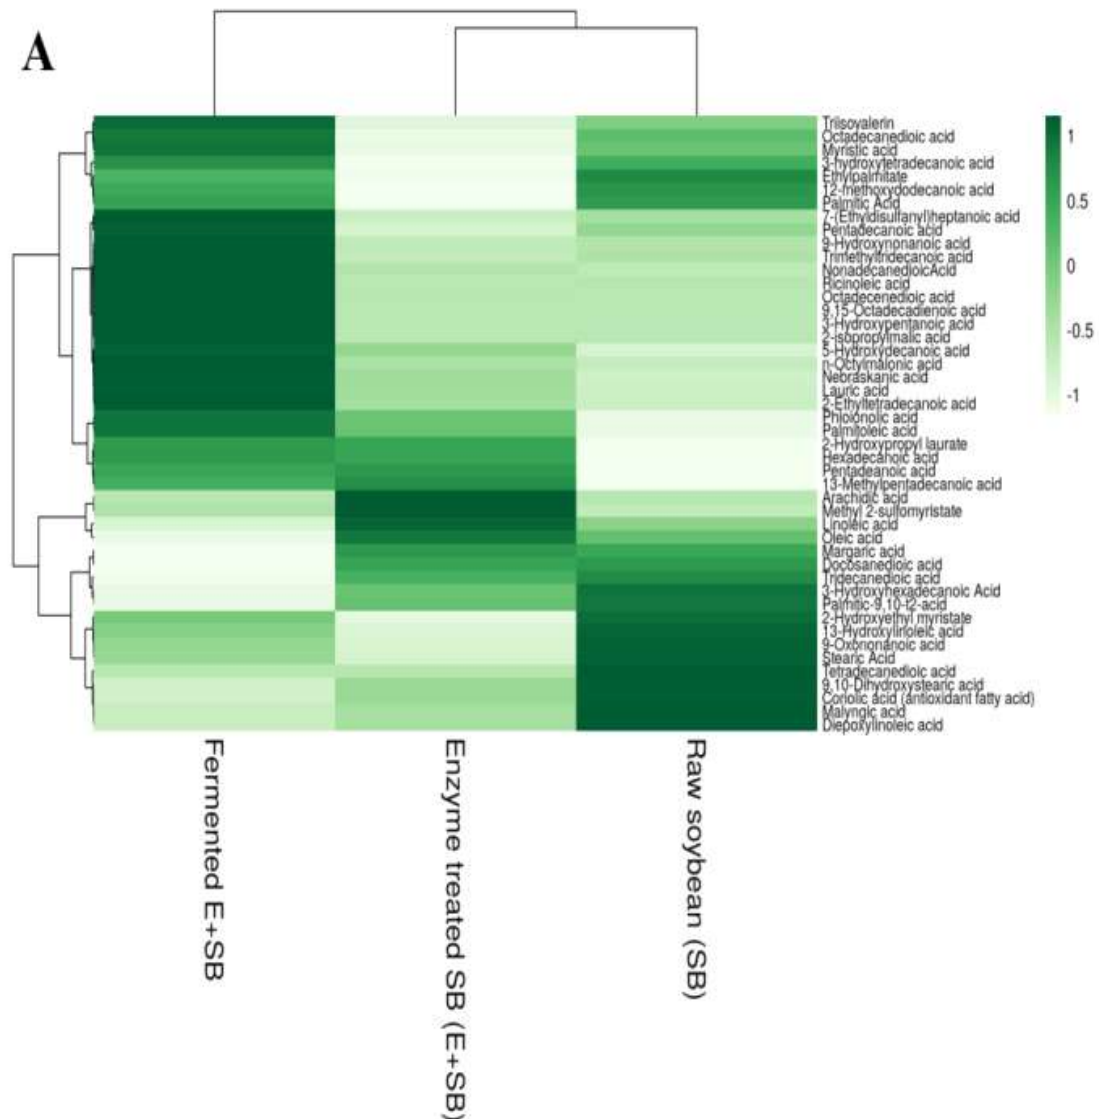 A
Triisovalerin
Octadecanedioic acid
Myristic acid
3-hydroxytetradecanoic acid
Ethylpalmitate
12-methoxydodecanoic acid
Palmitic Acid
7-(Ethyldisulfanyl)heptanoic acid
Pentadecanoic acid
9-Hydroxynonanoic acid
Trimethyltridecanoic acid
NonadecanedioicAcid
Ricinoleic acid
Octadecenedioic acid
9,15-Octadecadienoic acid
3-Hydroxypentanoic acid
2-isopropylmalic acid
5-Hydroxydecanoic acid
n-Octylmalonic acid
Nebraskanic acid
Lauric acid
2-Ethyltetradecanoic acid
Phloionolic acid
Palmitoleic acid
2-Hydroxypropyl laurate
Hexadecanoic acid
Pentadeanoic acid
13-Methylpentadecanoic acid
Arachidic acid
Methyl 2-sulfomyristate
Linoleic acid
Oleic acid
Margaric acid
Docosanedioic acid
Tridecanedioic acid
3-Hydroxyhexadecanoic Acid
Palmitic-9,10-t2-acid
2-Hydroxyethyl myristate
13-Hydroxylinoleic acid
9-Oxononanoic acid
Stearic Acid
Tetradecanedioic acid
9,10-Dihydroxystearic acid
Coriolic acid (antioxidant fatty acid)
Malyngic acid
Diepoxylinoleic acid
1
0.5
0
-0.5
-1
Fermented E+SB
Enzyme treated SB (E+SB)
Raw soybean (SB)